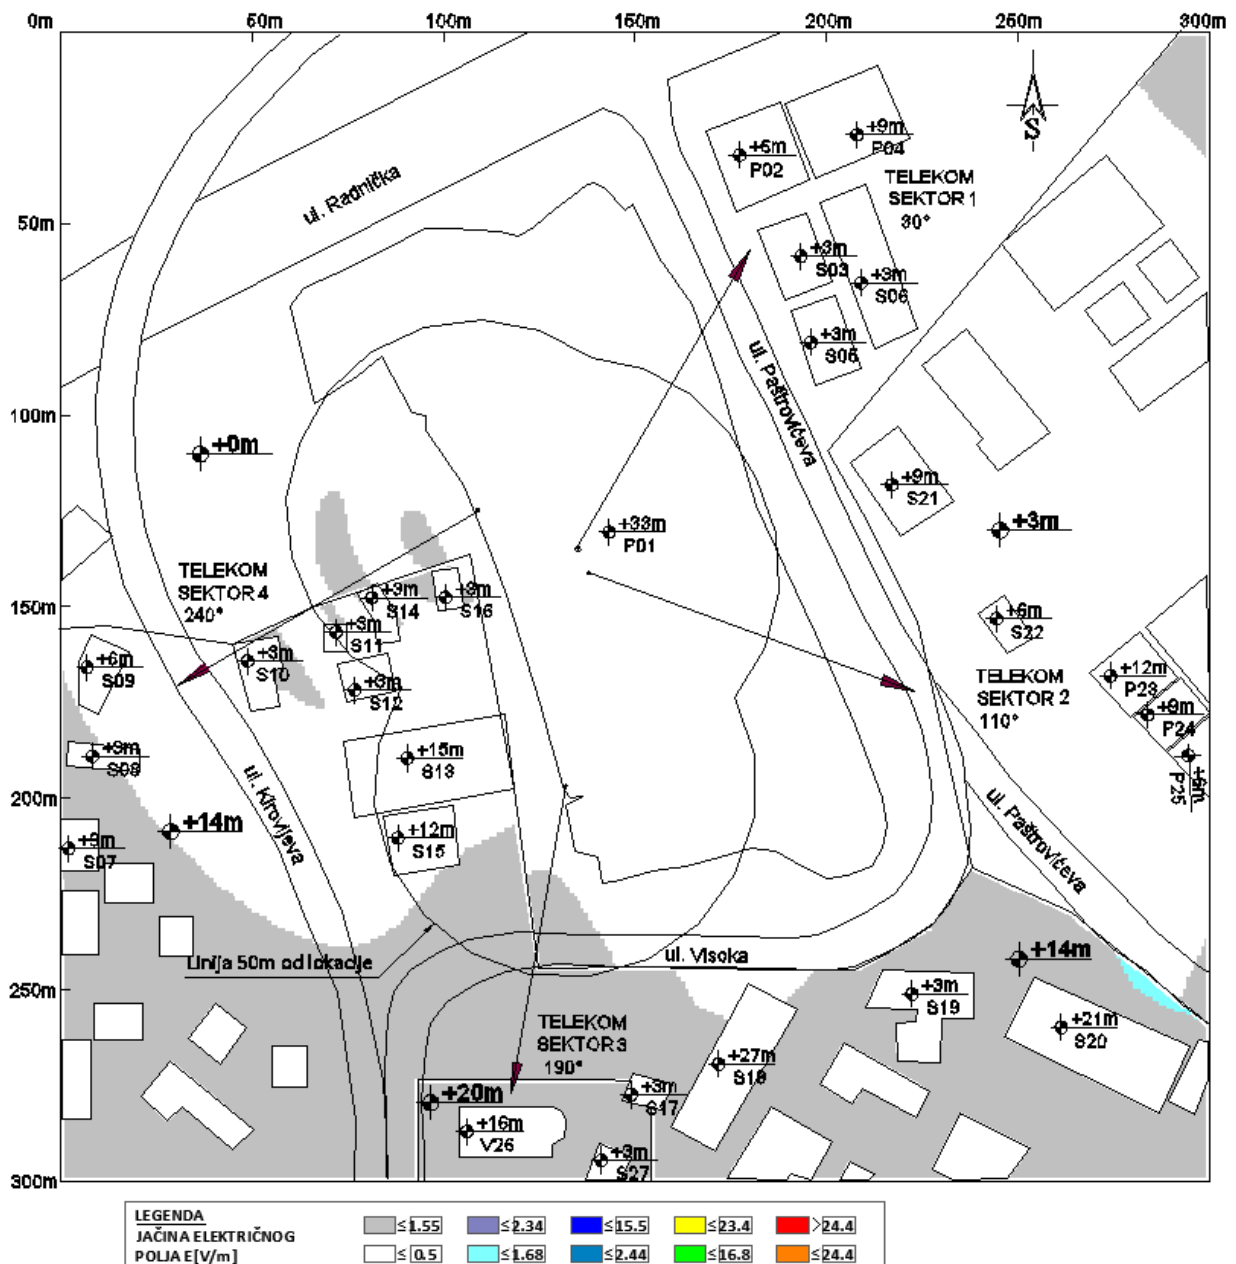 0m 50m 100m 150m 200m 250m 300m
+9m
P04
+6m
P02
S
TELEKOM
SEKTOR 1
30°
ul. Radnička
50m
+3m
S03
+3m
S06
+3m
S06
ul. Paštrovićeva
100m
+0m
+9m
S21
+3m
+33m
P01
TELEKOM
SEKTOR 4
240°
+3m
S14
+3m
S16
150m
+3m
S11
+6m
S22
+6m
S09
+3m
S10
+3m
S12
TELEKOM
SEKTOR 2
110°
+12m
P23
+9m
P24
+6m
P25
+3m
S08
+15m
S13
ul. Kirovljeva
200m
ul. Paštrovićeva
+14m
+12m
S15
+3m
S07
Linija 50m od lokacije
ul. Visoka
+14m
250m
+3m
S19
TELEKOM
SEKTOR 3
190°
+21m
S20
+27m
S18
+20m
+3m
S17
+16m
V26
+3m
S27
300m
LEGENDA
JAČINA ELEKTRIČNOG
POLJA E[V/m]
≤1.55 ≤2.34 ≤15.5 ≤23.4 >24.4
≤0.5 ≤1.68 ≤2.44 ≤16.8 ≤24.4